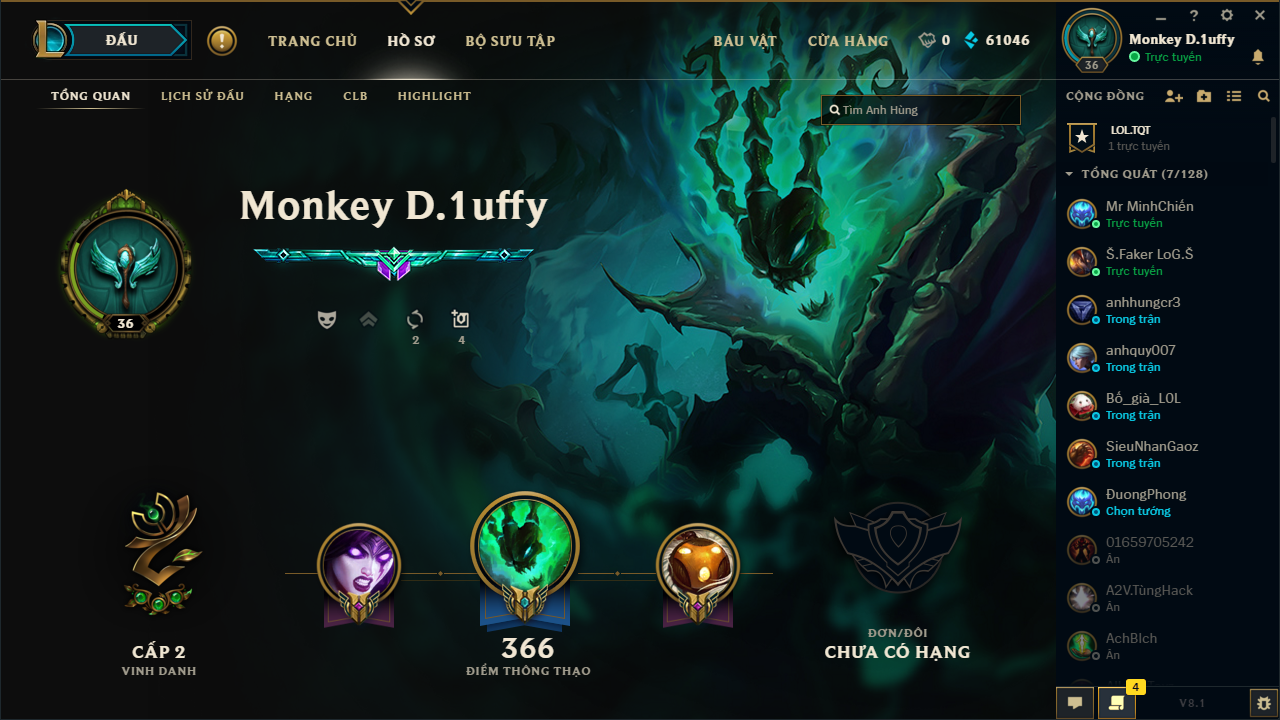 ĐẤU
TRANG CHỦ
HỒ SƠ
BỘ SƯU TẬP
BÁU VẬT
CỬA HÀNG
0
61046
36
Monkey D.1uffy
Trực tuyến
TỔNG QUAN
LỊCH SỬ ĐẤU
HẠNG
CLB
HIGHLIGHT
Tìm Anh Hùng
Monkey D.1uffy
36
2
4
CẤP 2
VINH DANH
366
ĐIỂM THÔNG THẠO
ĐƠN/ĐÔI
CHƯA CÓ HẠNG
CỘNG ĐỒNG
LOL.TQT
1 trực tuyến
TỔNG QUÁT (7/128)
Mr MinhChiến
Trực tuyến
Š.Faker LoG.Š
Trực tuyến
anhhungcr3
Trong trận
anhquy007
Trong trận
Bố_già_L0L
Trong trận
SieuNhanGaoz
Trong trận
ĐuongPhong
Chọn tướng
01659705242
Ẩn
A2V.TùngHack
Ẩn
AchBIch
Ẩn
4
V8.1